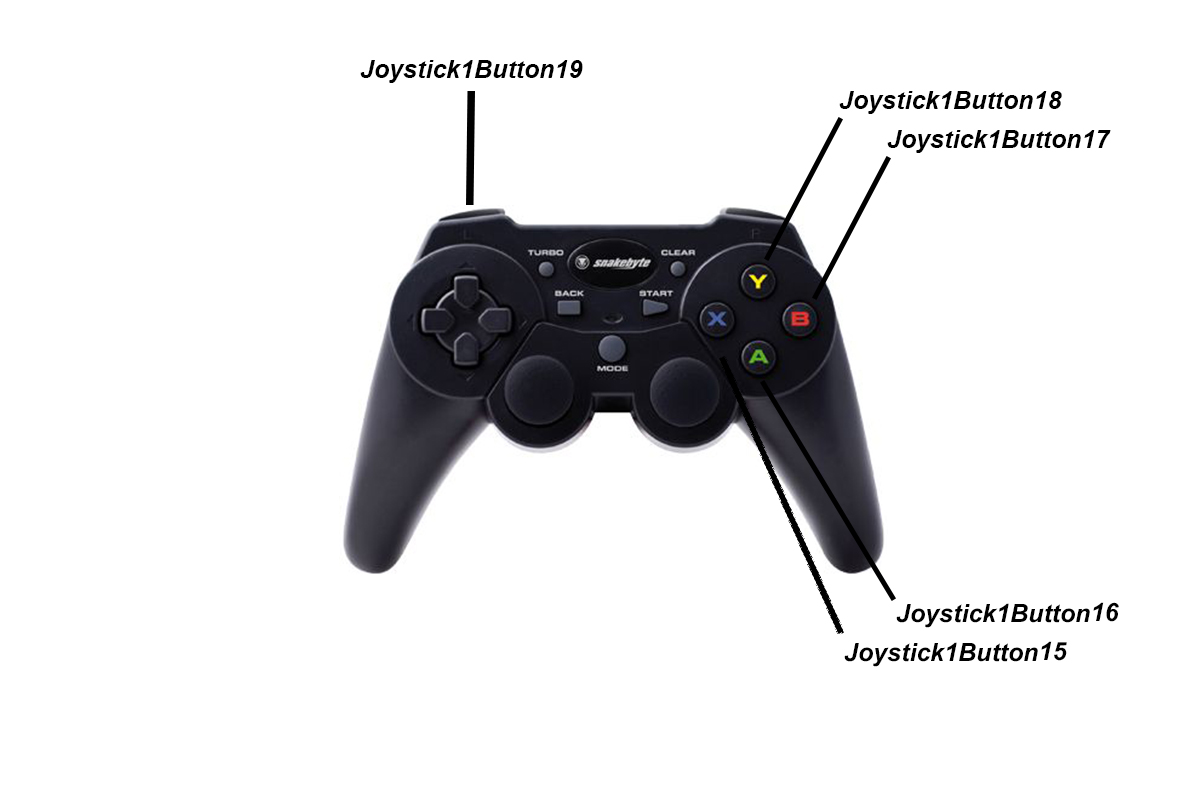 Joystick1Button19
Joystick1Button18
Joystick1Button17
L
R
TURBO
snakebyte
CLEAR
BACK
START
Y
X
B
A
MODE
Joystick1Button16
Joystick1Button15